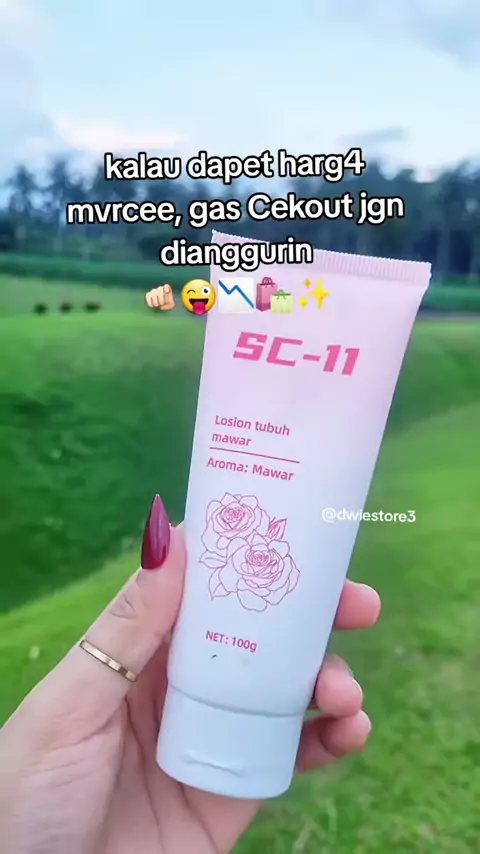 kalau dapet harg4
mvrcee, gas Cekout jgn
dianggurin
🫵🏻😜📉🛍️✨
SC-11
Losion tubuh
mawar
Aroma: Mawar
@dwiestore3
NET: 100g